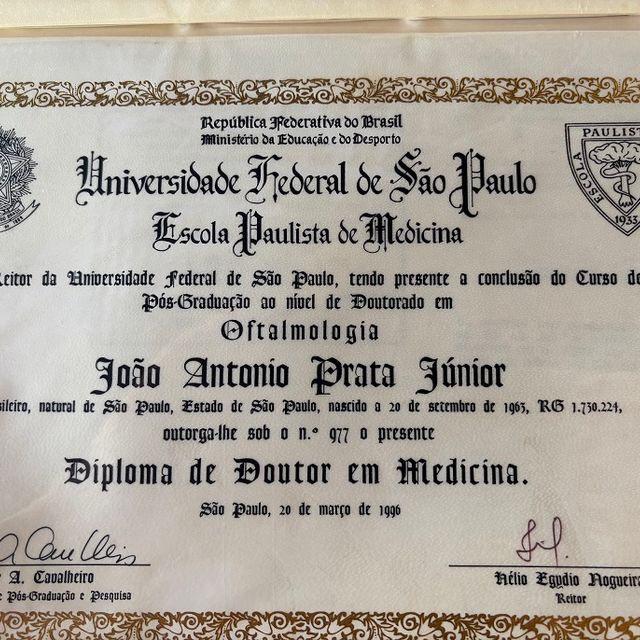 República Federativa do Brasil
Ministério da Educação e do Desporto
Universidade Federal de São Paulo
Escola Paulista de Medicina
PAULIST
ESCOLA
1933
Reitor da Universidade Federal de São Paulo, tendo presente a conclusão do Curso de
Pós-Graduação ao nível de Doutorado em
Oftalmologia
João Antonio Prata Júnior
sileiro, natural de São Paulo, Estado de São Paulo, nascido a 20 de setembro de 1963, RG 1.730.224,
outorga-lhe sob o n.º 977 o presente
Diploma de Doutor em Medicina.
São Paulo, 20 de março de 1996
A. Cavalheiro
Pós-Graduação e Pesquisa
Hélio Egydio Nogueira
Reitor